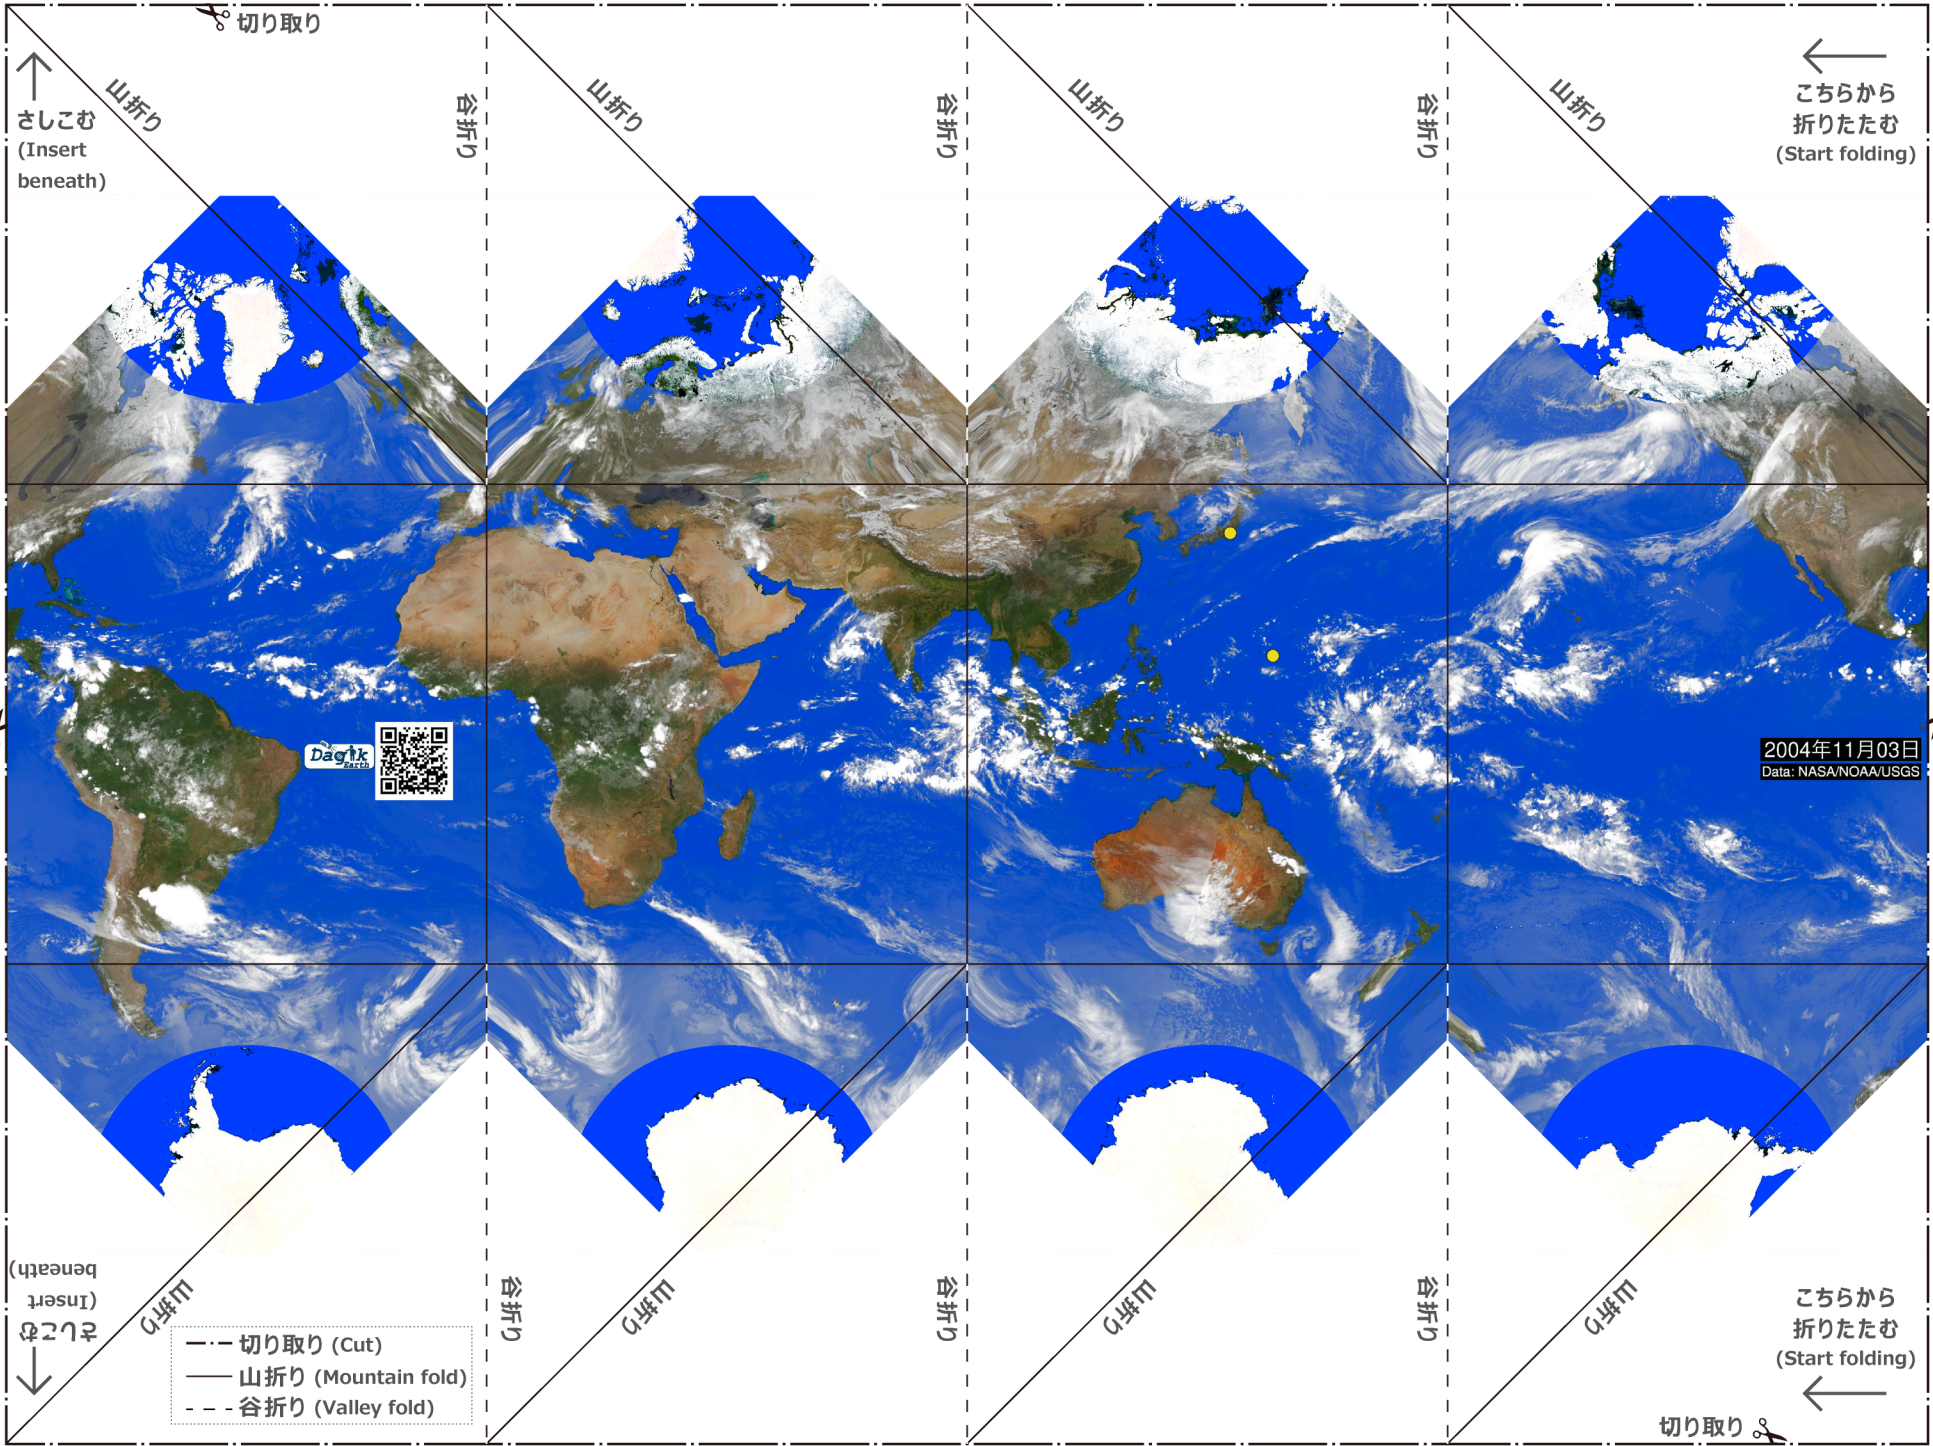 切り取り
山折り
谷折り
山折り
谷折り
山折り
谷折り
山折り
さしこむ
(Insert
beneath)
こちらから
折りたたむ
(Start folding)
Dagik
Earth
2004年11月03日
Data: NASA/NOAA/USGS
さしこむ
(Insert
beneath)
山折り
谷折り
山折り
谷折り
山折り
谷折り
山折り
切り取り (Cut)
山折り (Mountain fold)
谷折り (Valley fold)
こちらから
折りたたむ
(Start folding)
切り取り